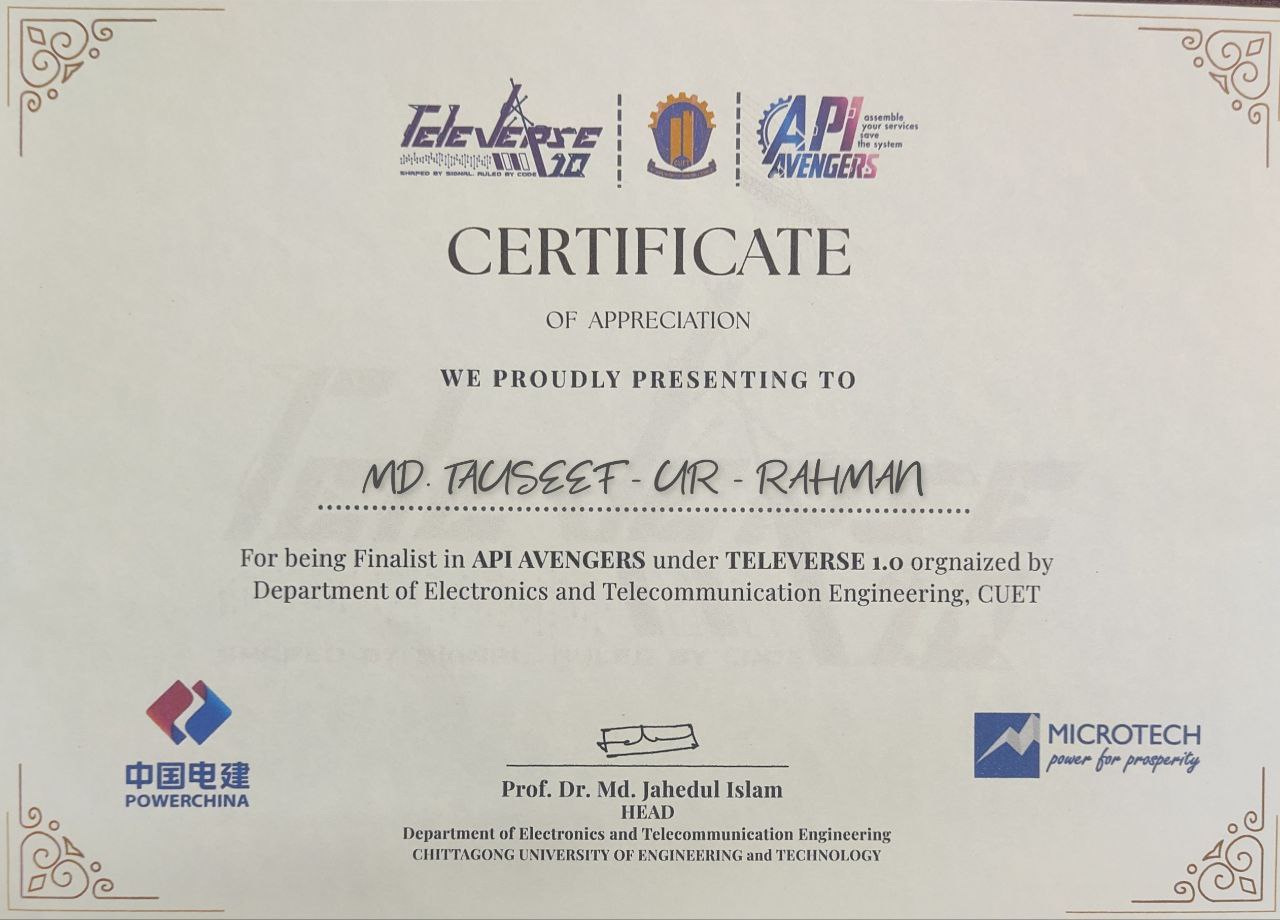 TELEVERSE 1.0
SHAPED BY SIGNAL. RULED BY CODE
CUET
API AVENGERS
assemble
your services
save
the system
CERTIFICATE
OF APPRECIATION
WE PROUDLY PRESENTING TO
MD. TAUSEEF - UR - RAHMAN
For being Finalist in API AVENGERS under TELEVERSE 1.0 orgnaized by
Department of Electronics and Telecommunication Engineering, CUET
中国电建
POWERCHINA
MICROTECH
power for prosperity
Prof. Dr. Md. Jahedul Islam
HEAD
Department of Electronics and Telecommunication Engineering
CHITTAGONG UNIVERSITY OF ENGINEERING and TECHNOLOGY